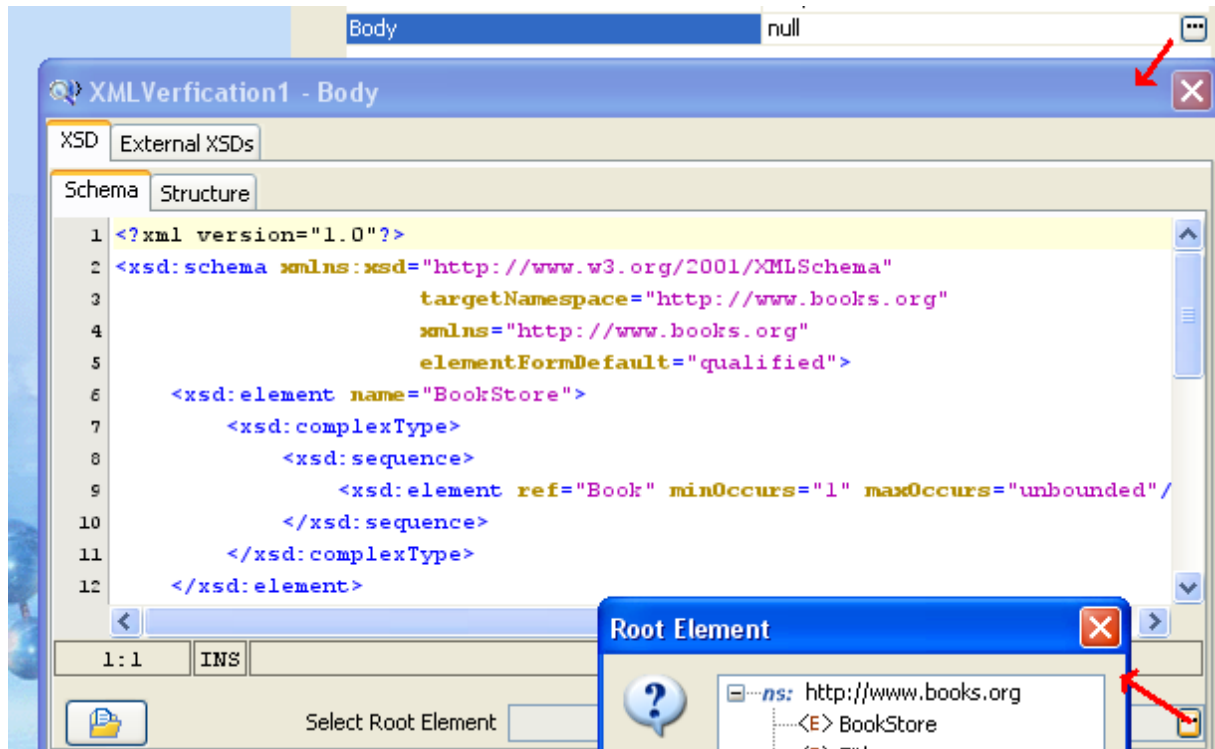 Body null
XMLVerfication1 - Body
XSD External XSDs
Schema Structure
1 <?xml version="1.0"?>
2 <xsd:schema xmlns:xsd="http://www.w3.org/2001/XMLSchema"
3 targetNamespace="http://www.books.org"
4 xmlns="http://www.books.org"
5 elementFormDefault="qualified">
6 <xsd:element name="BookStore">
7 <xsd:complexType>
8 <xsd:sequence>
9 <xsd:element ref="Book" minOccurs="1" maxOccurs="unbounded"/
10 </xsd:sequence>
11 </xsd:complexType>
12 </xsd:element>
Root Element
1:1 INS
ns: http://www.books.org
Select Root Element
<E> BookStore